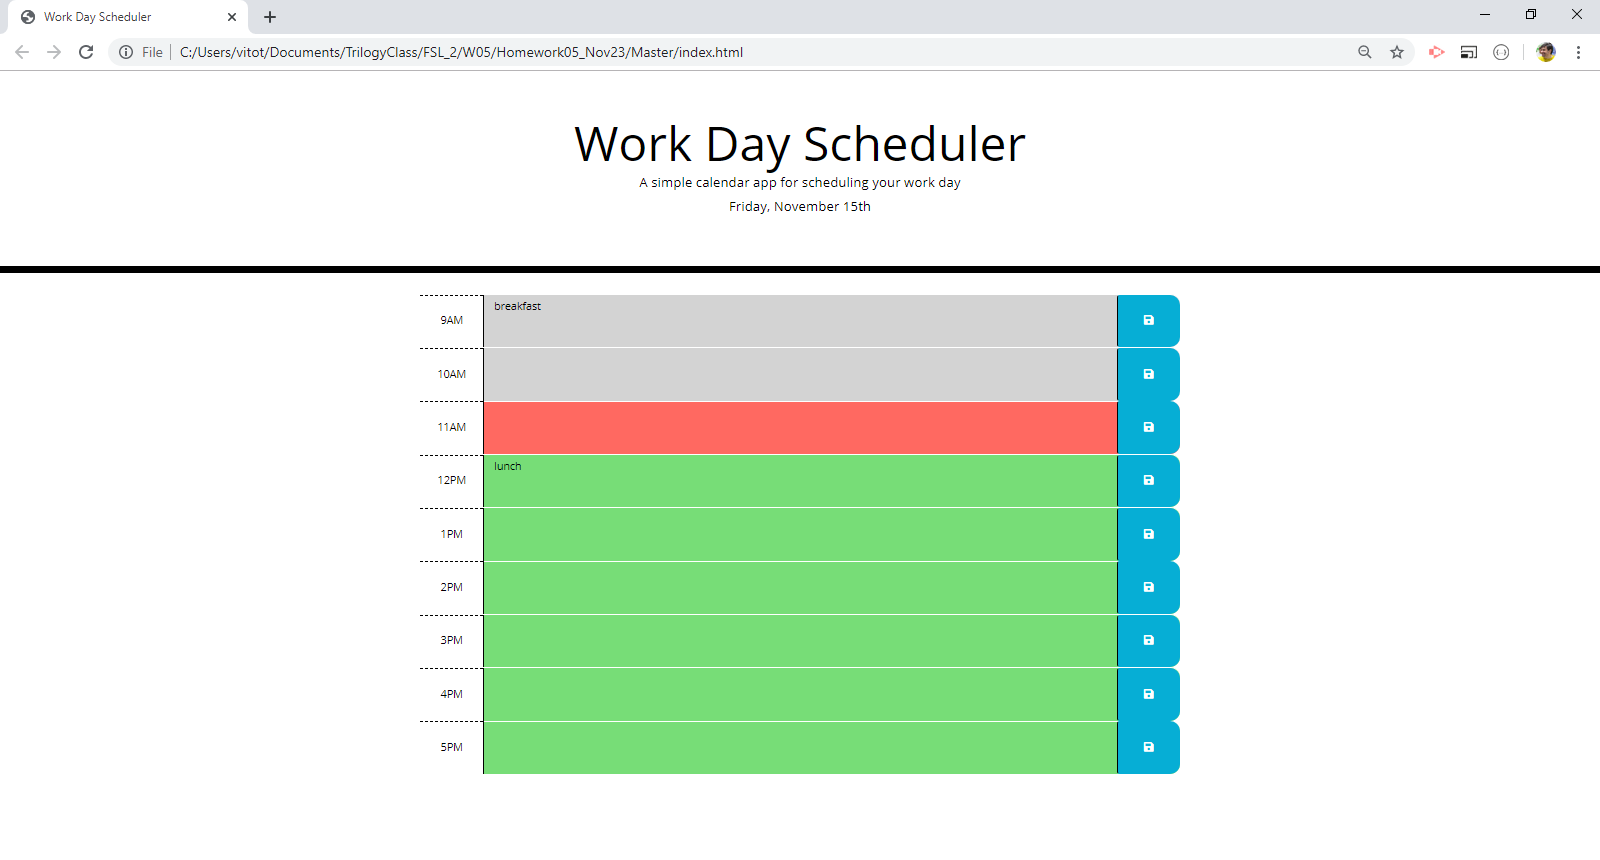 Work Day Scheduler
File C:/Users/vitot/Documents/TrilogyClass/FSL_2/W05/Homework05_Nov23/Master/index.html
Work Day Scheduler
A simple calendar app for scheduling your work day
Friday, November 15th
9AM breakfast
10AM
11AM
12PM lunch
1PM
2PM
3PM
4PM
5PM